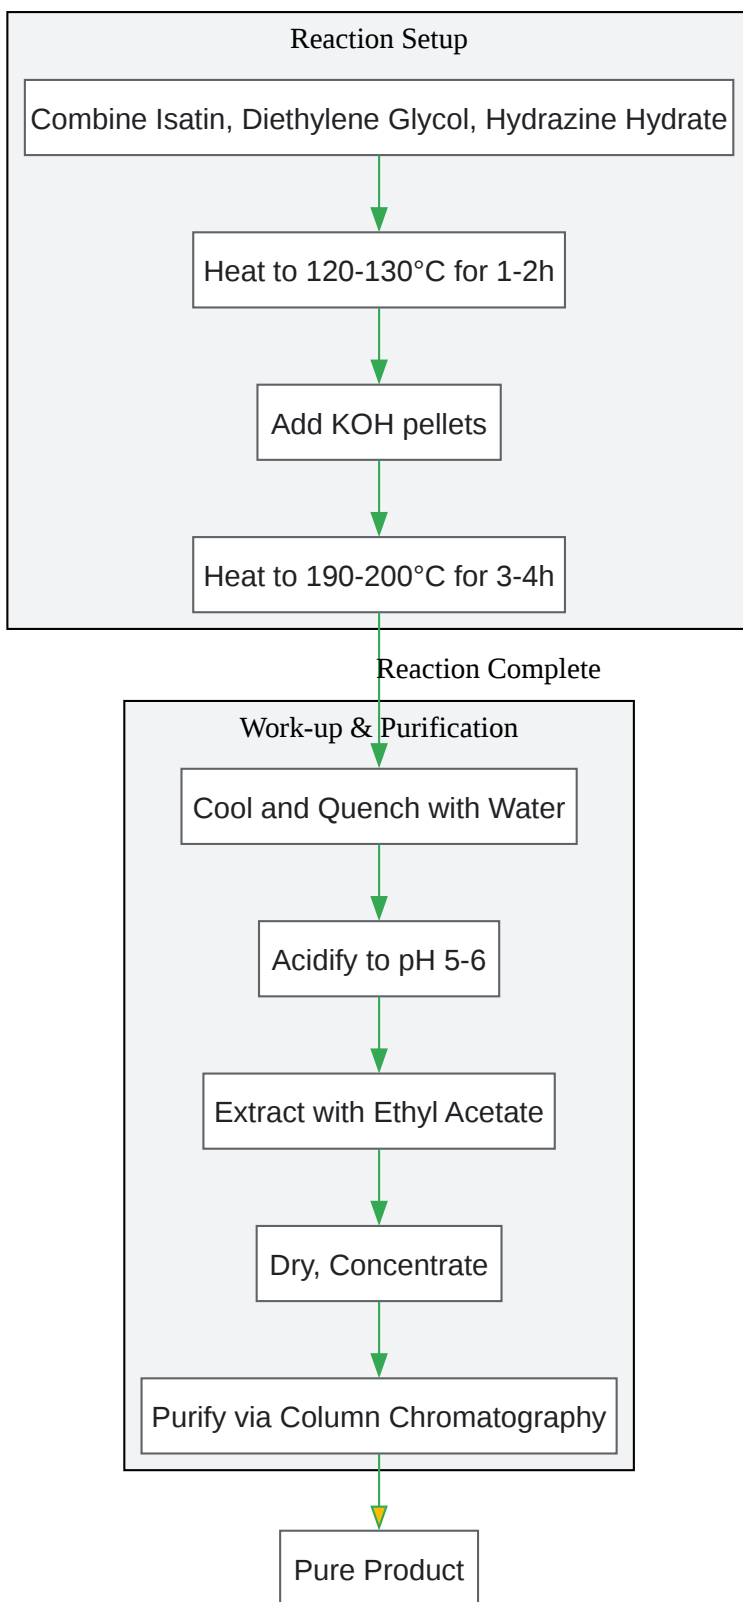 Reaction Setup
Combine Isatin, Diethylene Glycol, Hydrazine Hydrate
Heat to 120-130°C for 1-2h
Add KOH pellets
Heat to 190-200°C for 3-4h
Reaction Complete
Work-up & Purification
Cool and Quench with Water
Acidify to pH 5-6
Extract with Ethyl Acetate
Dry, Concentrate
Purify via Column Chromatography
Pure Product